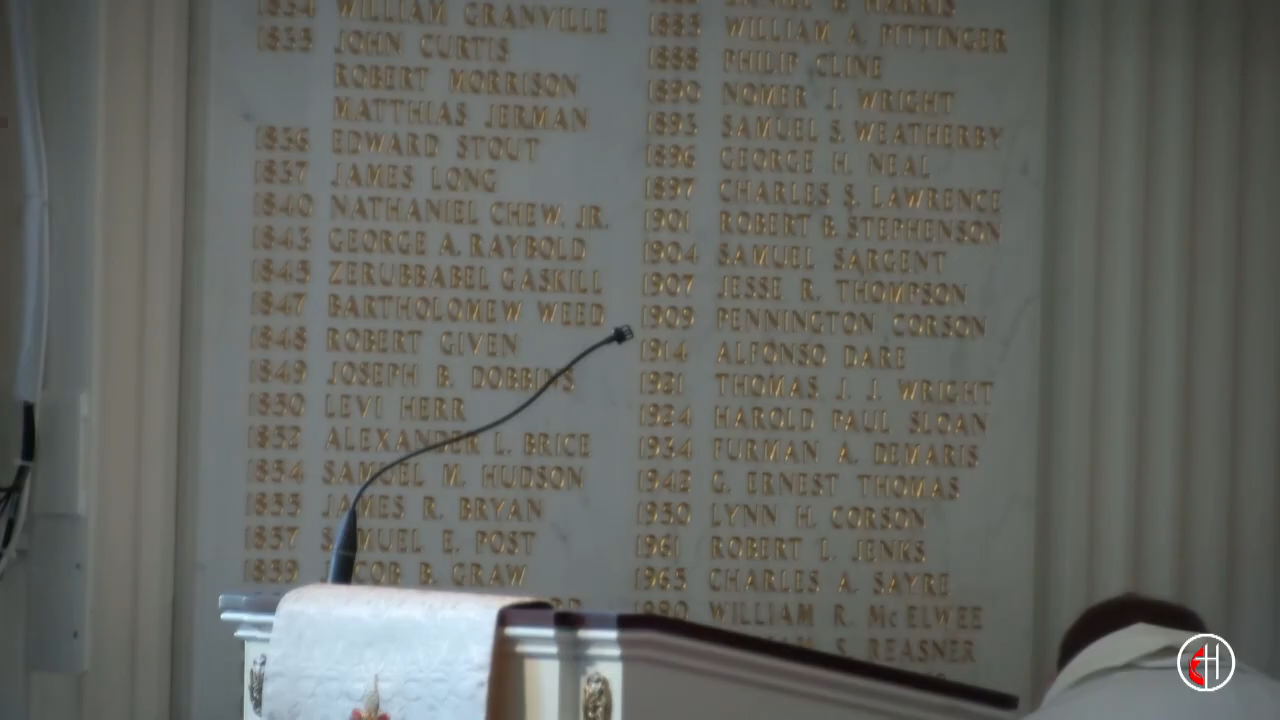 1834 WILLIAM GRANVILLE
1835 JOHN CURTIS
ROBERT MORRISON
MATTHIAS JERMAN
1836 EDWARD STOUT
1837 JAMES LONG
1840 NATHANIEL CHEW, JR.
1843 GEORGE A. RAYBOLD
1845 ZERUBBABEL GASKILL
1847 BARTHOLOMEW WEED
1848 ROBERT GIVEN
1849 JOSEPH B. DOBBINS
1850 LEVI HERR
1852 ALEXANDER L. BRICE
1854 SAMUEL M. HUDSON
1855 JAMES R. BRYAN
1857 SAMUEL E. POST
1859 JACOB B. GRAW
HARRIS
1885 WILLIAM A. PITTINGER
1888 PHILIP CLINE
1890 NOMER J. WRIGHT
1893 SAMUEL S. WEATHERBY
1896 GEORGE H. NEAL
1897 CHARLES S. LAWRENCE
1901 ROBERT B. STEPHENSON
1904 SAMUEL SARGENT
1907 JESSE R. THOMPSON
1909 PENNINGTON CORSON
1914 ALFONSO DARE
1921 THOMAS J. J. WRIGHT
1924 HAROLD PAUL SLOAN
1934 FURMAN A. DEMARIS
1942 G. ERNEST THOMAS
1950 LYNN H. CORSON
1961 ROBERT L. JENKS
1965 CHARLES A. SAYRE
1980 WILLIAM R. McELWEE
S. REASNER